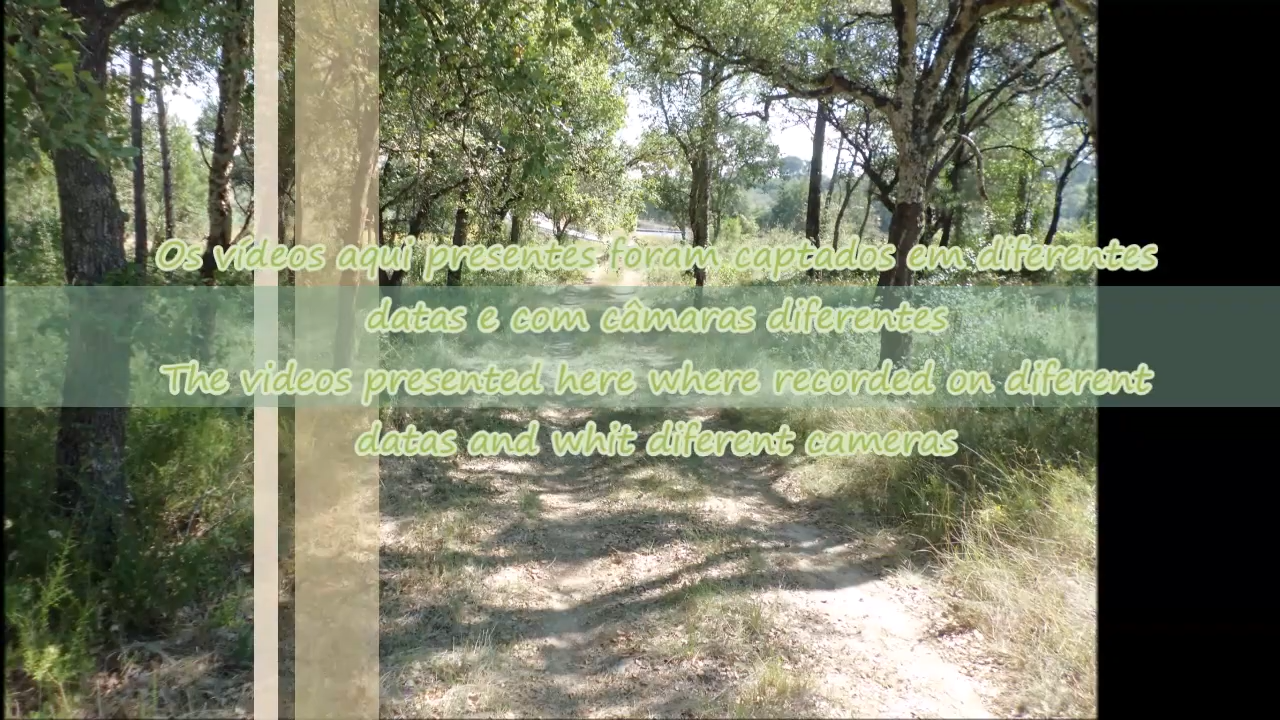 Os vídeos aqui presentes foram captados em diferentes
datas e com câmaras diferentes
The videos presented here where recorded on diferent
datas and whit diferent cameras